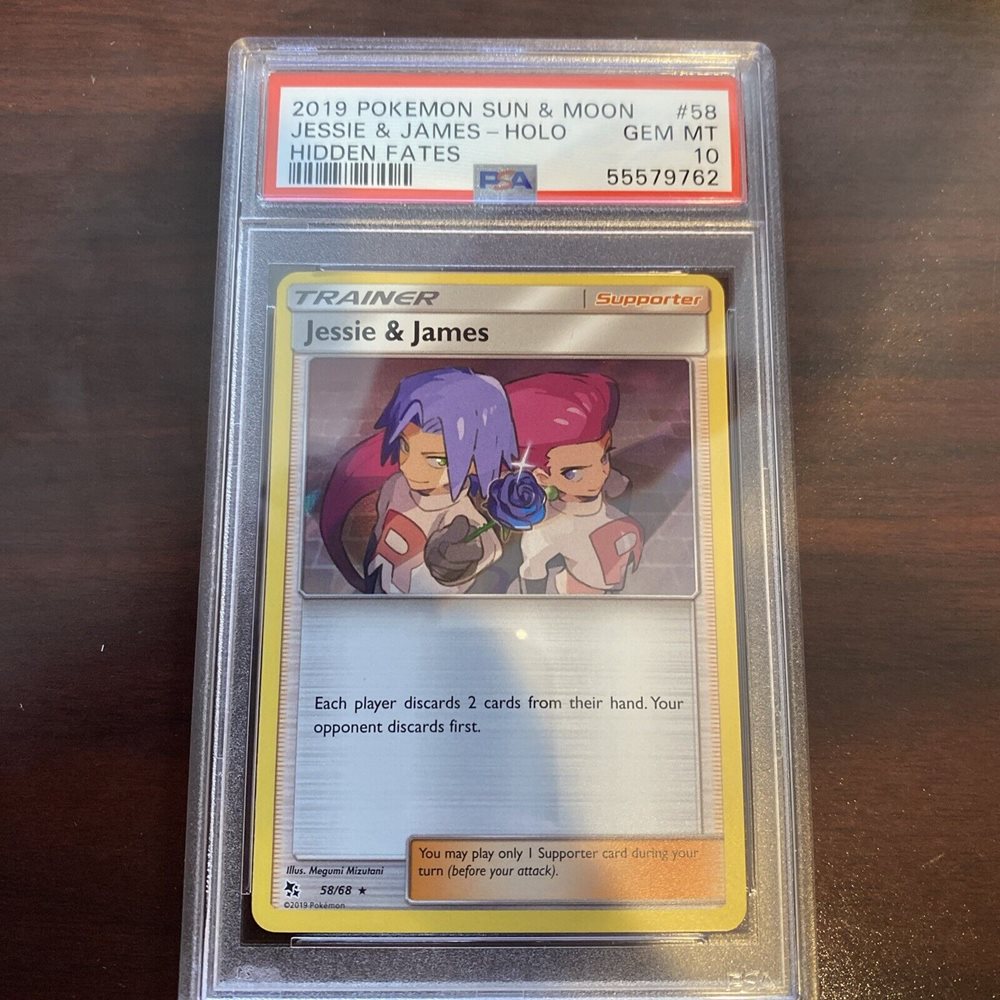 2019 POKEMON SUN & MOON #58
JESSIE & JAMES - HOLO GEM MT
HIDDEN FATES 10
PSA 55579762
TRAINER Supporter
Jessie & James
R R
Each player discards 2 cards from their hand. Your
opponent discards first.
You may play only 1 Supporter card during your
turn (before your attack).
Illus. Megumi Mizutani
58/68 ★
©2019 Pokémon
PSA